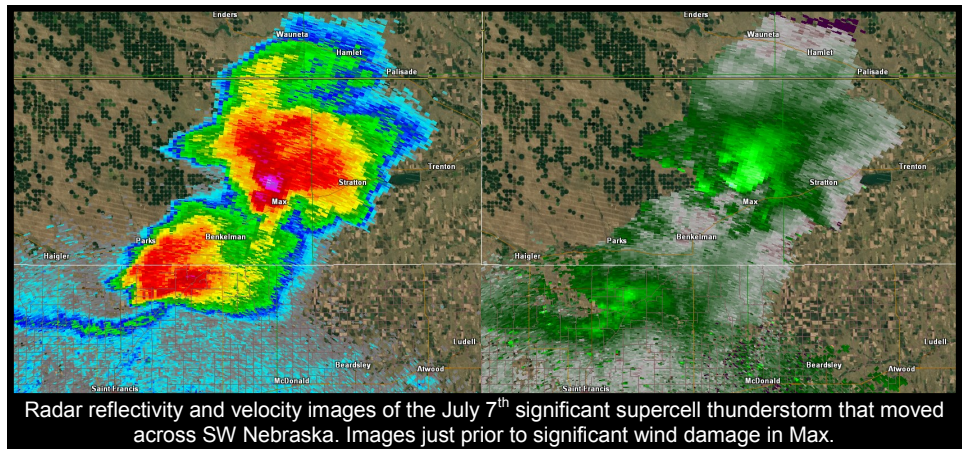 Enders
Enders
Wauneta
Wauneta
Hamlet
Hamlet
Palisade
Palisade
Trenton
Trenton
Stratton
Stratton
Max
Max
Parks
Benkelman
Parks
Benkelman
Haigler
Haigler
Ludell
Ludell
Beardsley
Atwood
Beardsley
Atwood
Saint Francis
McDonald
Saint Francis
McDonald
Radar reflectivity and velocity images of the July 7th significant supercell thunderstorm that moved
across SW Nebraska. Images just prior to significant wind damage in Max.